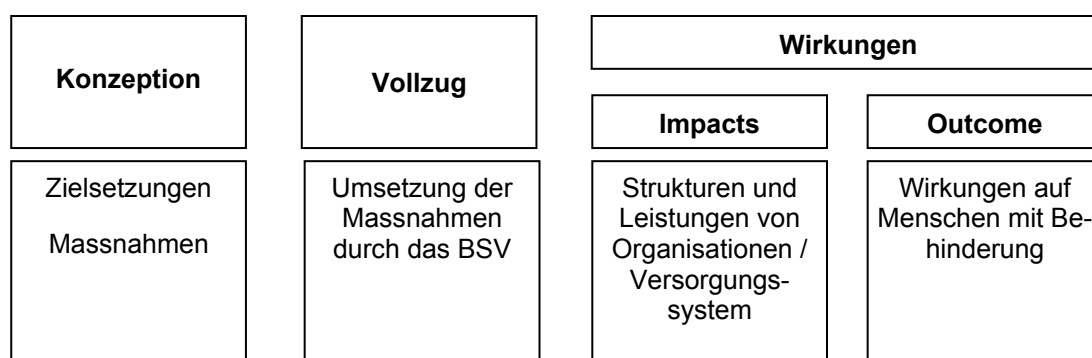 Konzeption
Vollzug
Wirkungen
Impacts
Outcome
Zielsetzungen
Massnahmen
Umsetzung der
Massnahmen
durch das BSV
Strukturen und
Leistungen von
Organisationen /
Versorgungs-
system
Wirkungen auf
Menschen mit Be-
hinderung